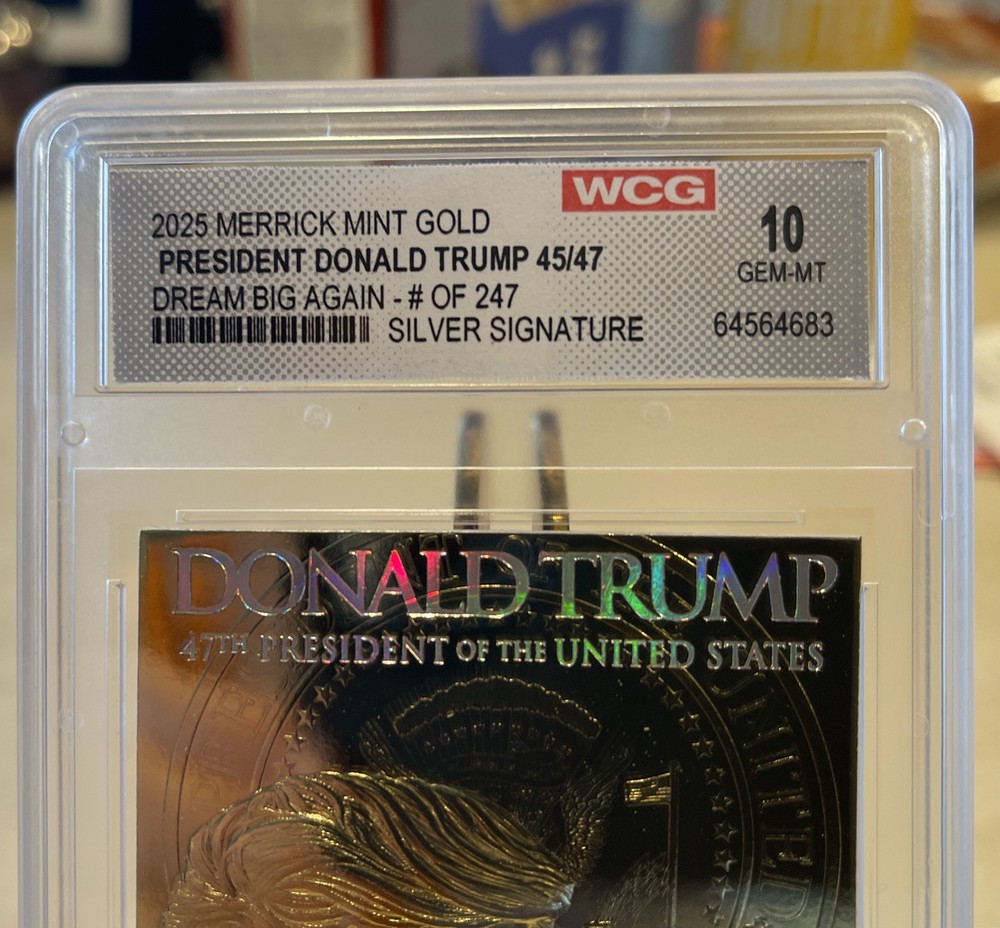 WCG
2025 MERRICK MINT GOLD
PRESIDENT DONALD TRUMP 45/47
DREAM BIG AGAIN - # OF 247
SILVER SIGNATURE
10
GEM-MT
64564683
DONALD TRUMP
47TH PRESIDENT OF THE UNITED STATES
UNITED